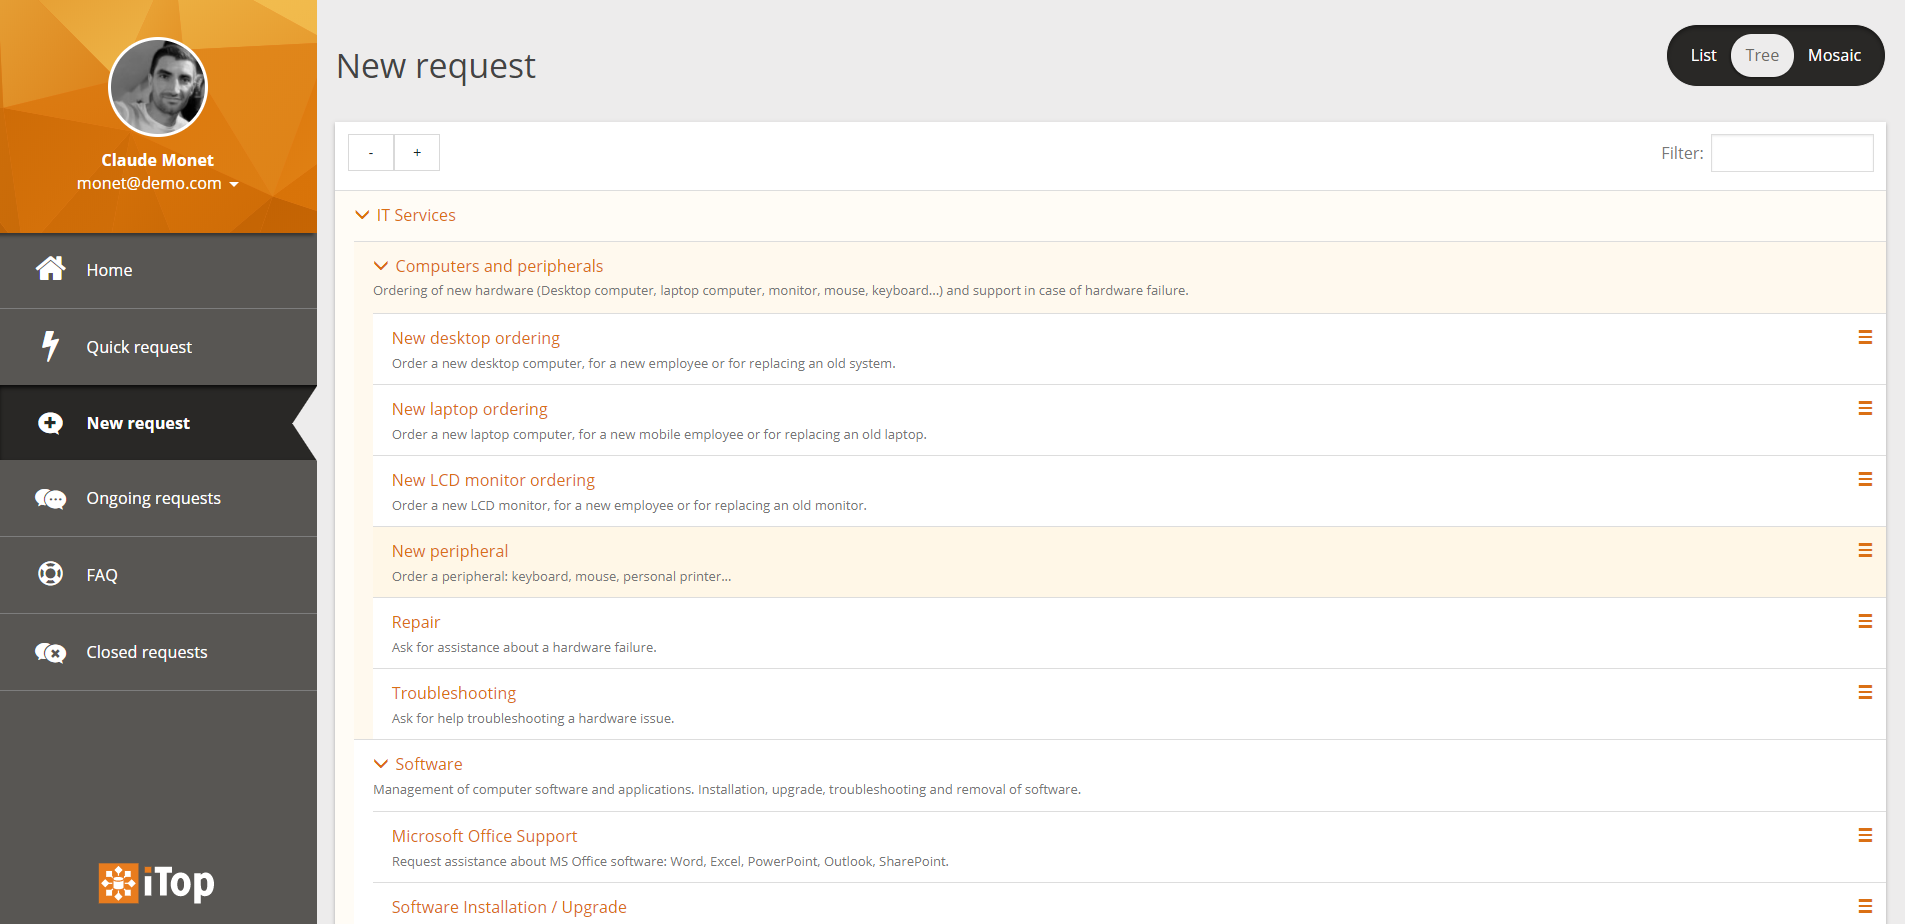 Claude Monet
monet@demo.com
Home
Quick request
New request
Ongoing requests
FAQ
Closed requests
iTop
New request
List Tree Mosaic
- +
Filter:
IT Services
Computers and peripherals
Ordering of new hardware (Desktop computer, laptop computer, monitor, mouse, keyboard...) and support in case of hardware failure.
New desktop ordering
Order a new desktop computer, for a new employee or for replacing an old system.
New laptop ordering
Order a new laptop computer, for a new mobile employee or for replacing an old laptop.
New LCD monitor ordering
Order a new LCD monitor, for a new employee or for replacing an old monitor.
New peripheral
Order a peripheral: keyboard, mouse, personal printer...
Repair
Ask for assistance about a hardware failure.
Troubleshooting
Ask for help troubleshooting a hardware issue.
Software
Management of computer software and applications. Installation, upgrade, troubleshooting and removal of software.
Microsoft Office Support
Request assistance about MS Office software: Word, Excel, PowerPoint, Outlook, SharePoint.
Software Installation / Upgrade